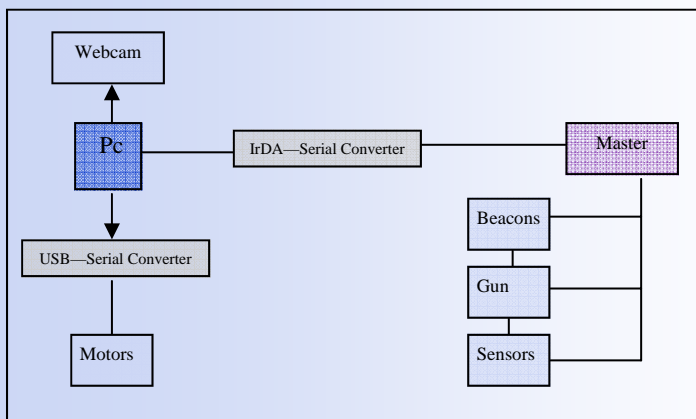 Webcam
Pc
IrDA—Serial Converter
Master
Beacons
USB—Serial Converter
Gun
Motors
Sensors